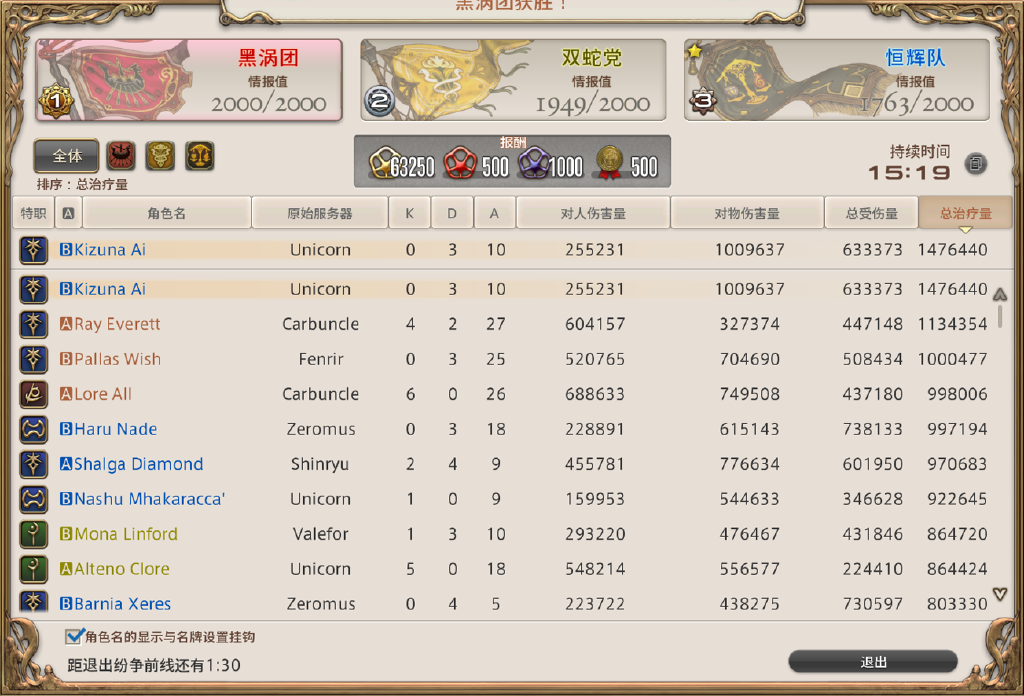 黑涡团获胜！
黑涡团
情报值
1
2000/2000
双蛇党
情报值
2
1949/2000
恒辉队
情报值
3
1763/2000
全体
排序：总治疗量
报酬
63250 500 1000 500
持续时间
15:19
特职 A 角色名 原始服务器 K D A 对人伤害量 对物伤害量 总受伤量 总治疗量
B Kizuna Ai Unicorn 0 3 10 255231 1009637 633373 1476440
B Kizuna Ai Unicorn 0 3 10 255231 1009637 633373 1476440
A Ray Everett Carbuncle 4 2 27 604157 327374 447148 1134354
B Pallas Wish Fenrir 0 3 25 520765 704690 508434 1000477
A Lore All Carbuncle 6 0 26 688633 749508 437180 998006
B Haru Nade Zeromus 0 3 18 228891 615143 738133 997194
A Shalga Diamond Shinryu 2 4 9 455781 776634 601950 970683
B Nashu Mhakaracca' Unicorn 1 0 9 159953 544633 346628 922645
B Mona Linford Valefor 1 3 10 293220 476467 431846 864720
A Alteno Clore Unicorn 5 0 18 548214 556577 224410 864424
B Barnia Xeres Zeromus 0 4 5 223722 438275 730597 803330
角色名的显示与名牌设置挂钩
距退出纷争前线还有1:30
退出